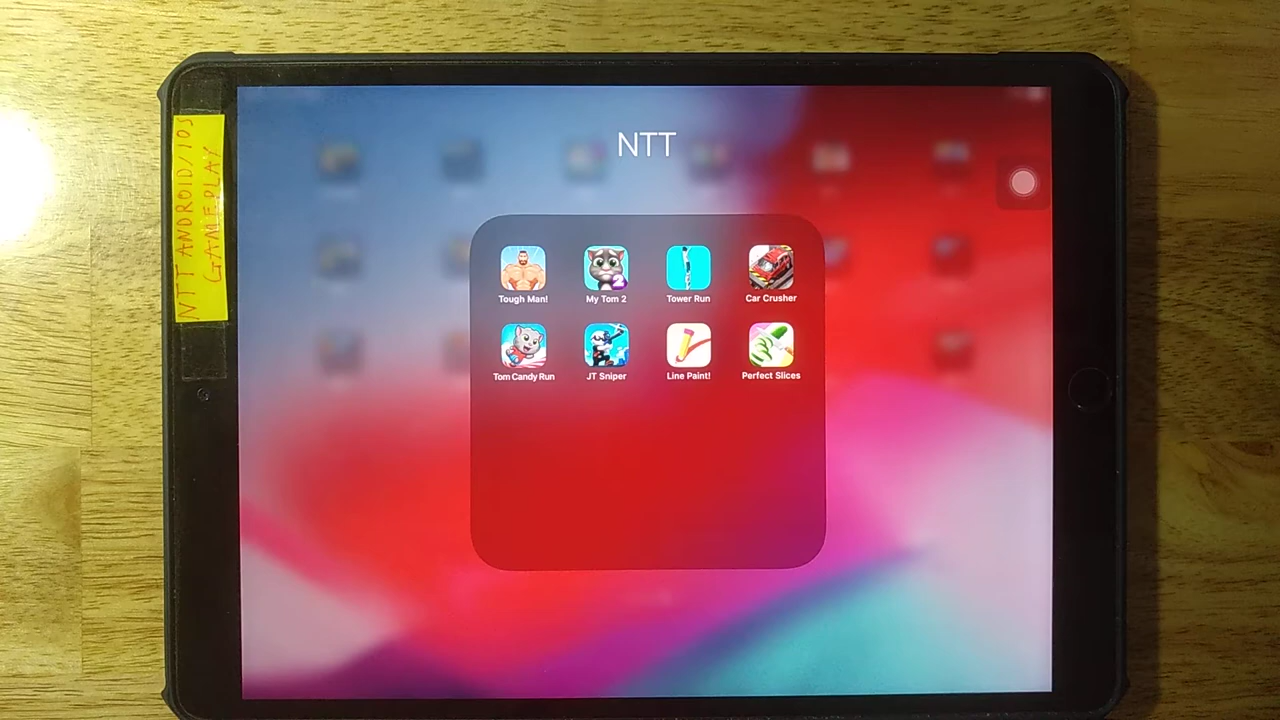 NTT ANDROID/IOS
GAMEPLAY
NTT
Tough Man!
My Tom 2
Tower Run
Car Crusher
Tom Candy Run
JT Sniper
Line Paint!
Perfect Slices